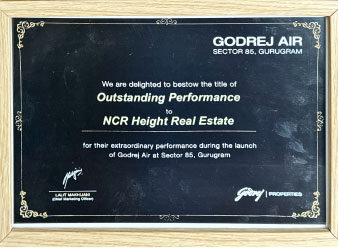 GODREJ AIR
SECTOR 85, GURUGRAM
We are delighted to bestow the title of
Outstanding Performance
to
NCR Height Real Estate
for their extraordinary performance during the launch
of Godrej Air at Sector 85, Gurugram
LALIT MAKHIJANI
(Chief Marketing Officer)
Godrej | PROPERTIES